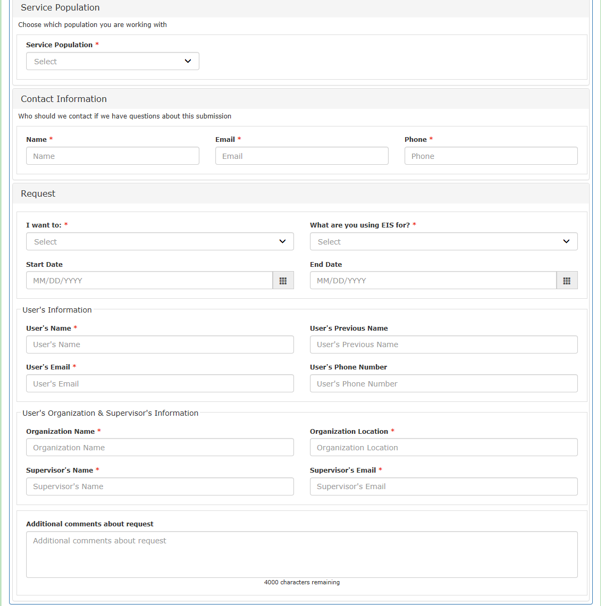 Service Population
Choose which population you are working with
Service Population *
Select
Contact Information
Who should we contact if we have questions about this submission
Name * Email * Phone *
Name Email Phone
Request
I want to: * What are you using EIS for? *
Select Select
Start Date End Date
MM/DD/YYYY MM/DD/YYYY
User's Information
User's Name * User's Previous Name
User's Name User's Previous Name
User's Email * User's Phone Number
User's Email User's Phone Number
User's Organization & Supervisor's Information
Organization Name * Organization Location *
Organization Name Organization Location
Supervisor's Name * Supervisor's Email *
Supervisor's Name Supervisor's Email
Additional comments about request
Additional comments about request
4000 characters remaining